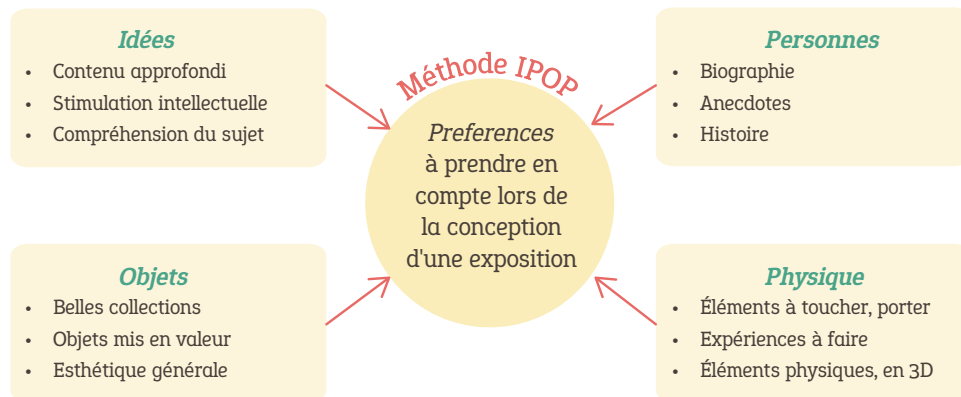 Idées
• Contenu approfondi
• Stimulation intellectuelle
• Compréhension du sujet
Méthode IPOP
Preferences
à prendre en
compte lors de
la conception
d'une exposition
Personnes
• Biographie
• Anecdotes
• Histoire
Objets
• Belles collections
• Objets mis en valeur
• Esthétique générale
Physique
• Éléments à toucher, porter
• Expériences à faire
• Éléments physiques, en 3D